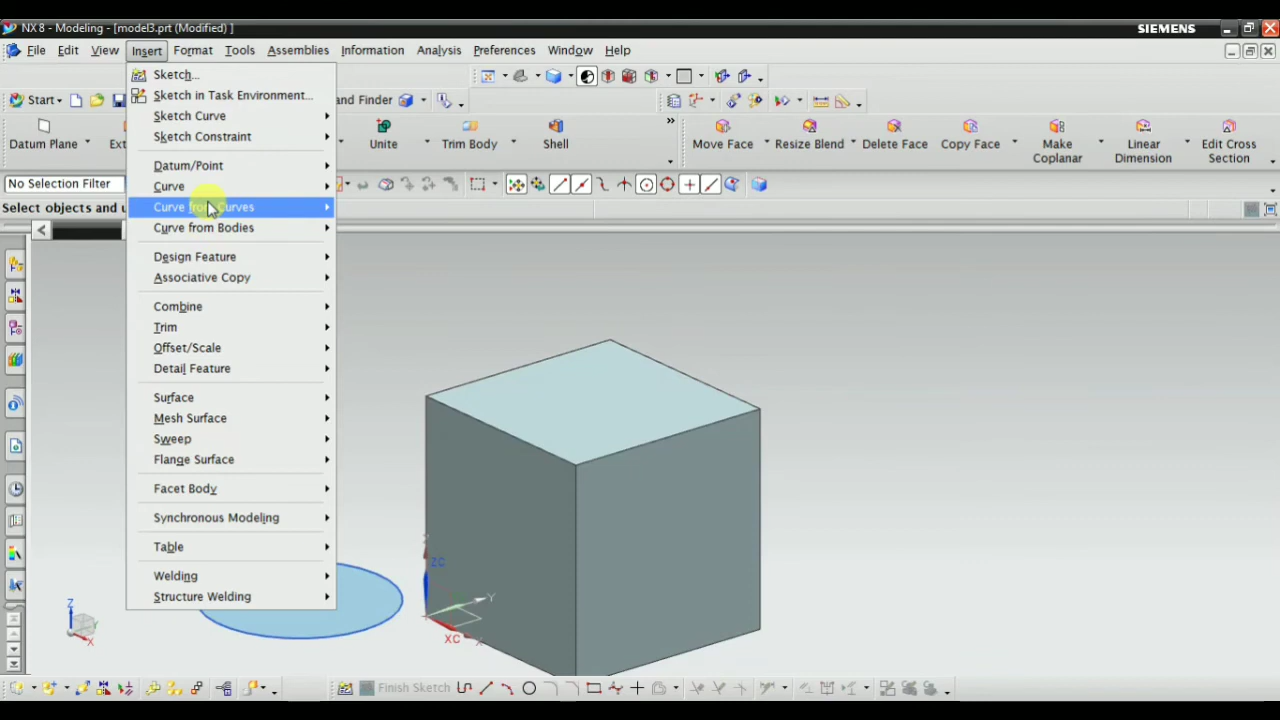 NX 8 - Modeling - [model3.prt (Modified) ]
SIEMENS
File Edit View Insert Format Tools Assemblies Information Analysis Preferences Window Help
Sketch...
Start
and Finder
Sketch in Task Environment...
Sketch Curve
Sketch Constraint
Datum Plane
Unite
Trim Body
Shell
Move Face
Resize Blend
Delete Face
Copy Face
Make Coplanar
Linear Dimension
Edit Cross Section
Datum/Point
No Selection Filter
Curve
Select objects and u
Curve from Curves
Curve from Bodies
Design Feature
Associative Copy
Combine
Trim
Offset/Scale
Detail Feature
Surface
Mesh Surface
Sweep
Flange Surface
Facet Body
Synchronous Modeling
Table
Welding
Structure Welding
ZC
Y
XC
X
Z
X
Finish Sketch